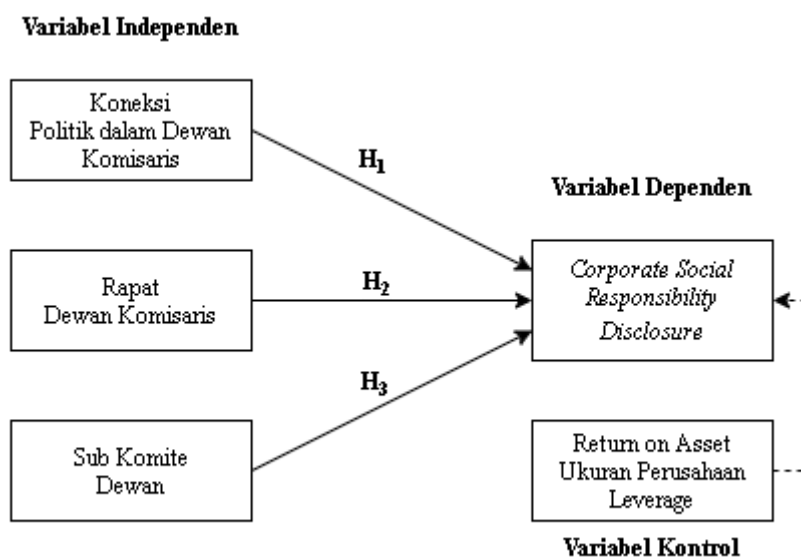 Variabel Independen
Koneksi
Politik dalam Dewan
Komisaris
H1
Variabel Dependen
Rapat
Dewan Komisaris
H2
Corporate Social
Responsibility
Disclosure
H3
Sub Komite
Dewan
Return on Asset
Ukuran Perusahaan
Leverage
Variabel Kontrol